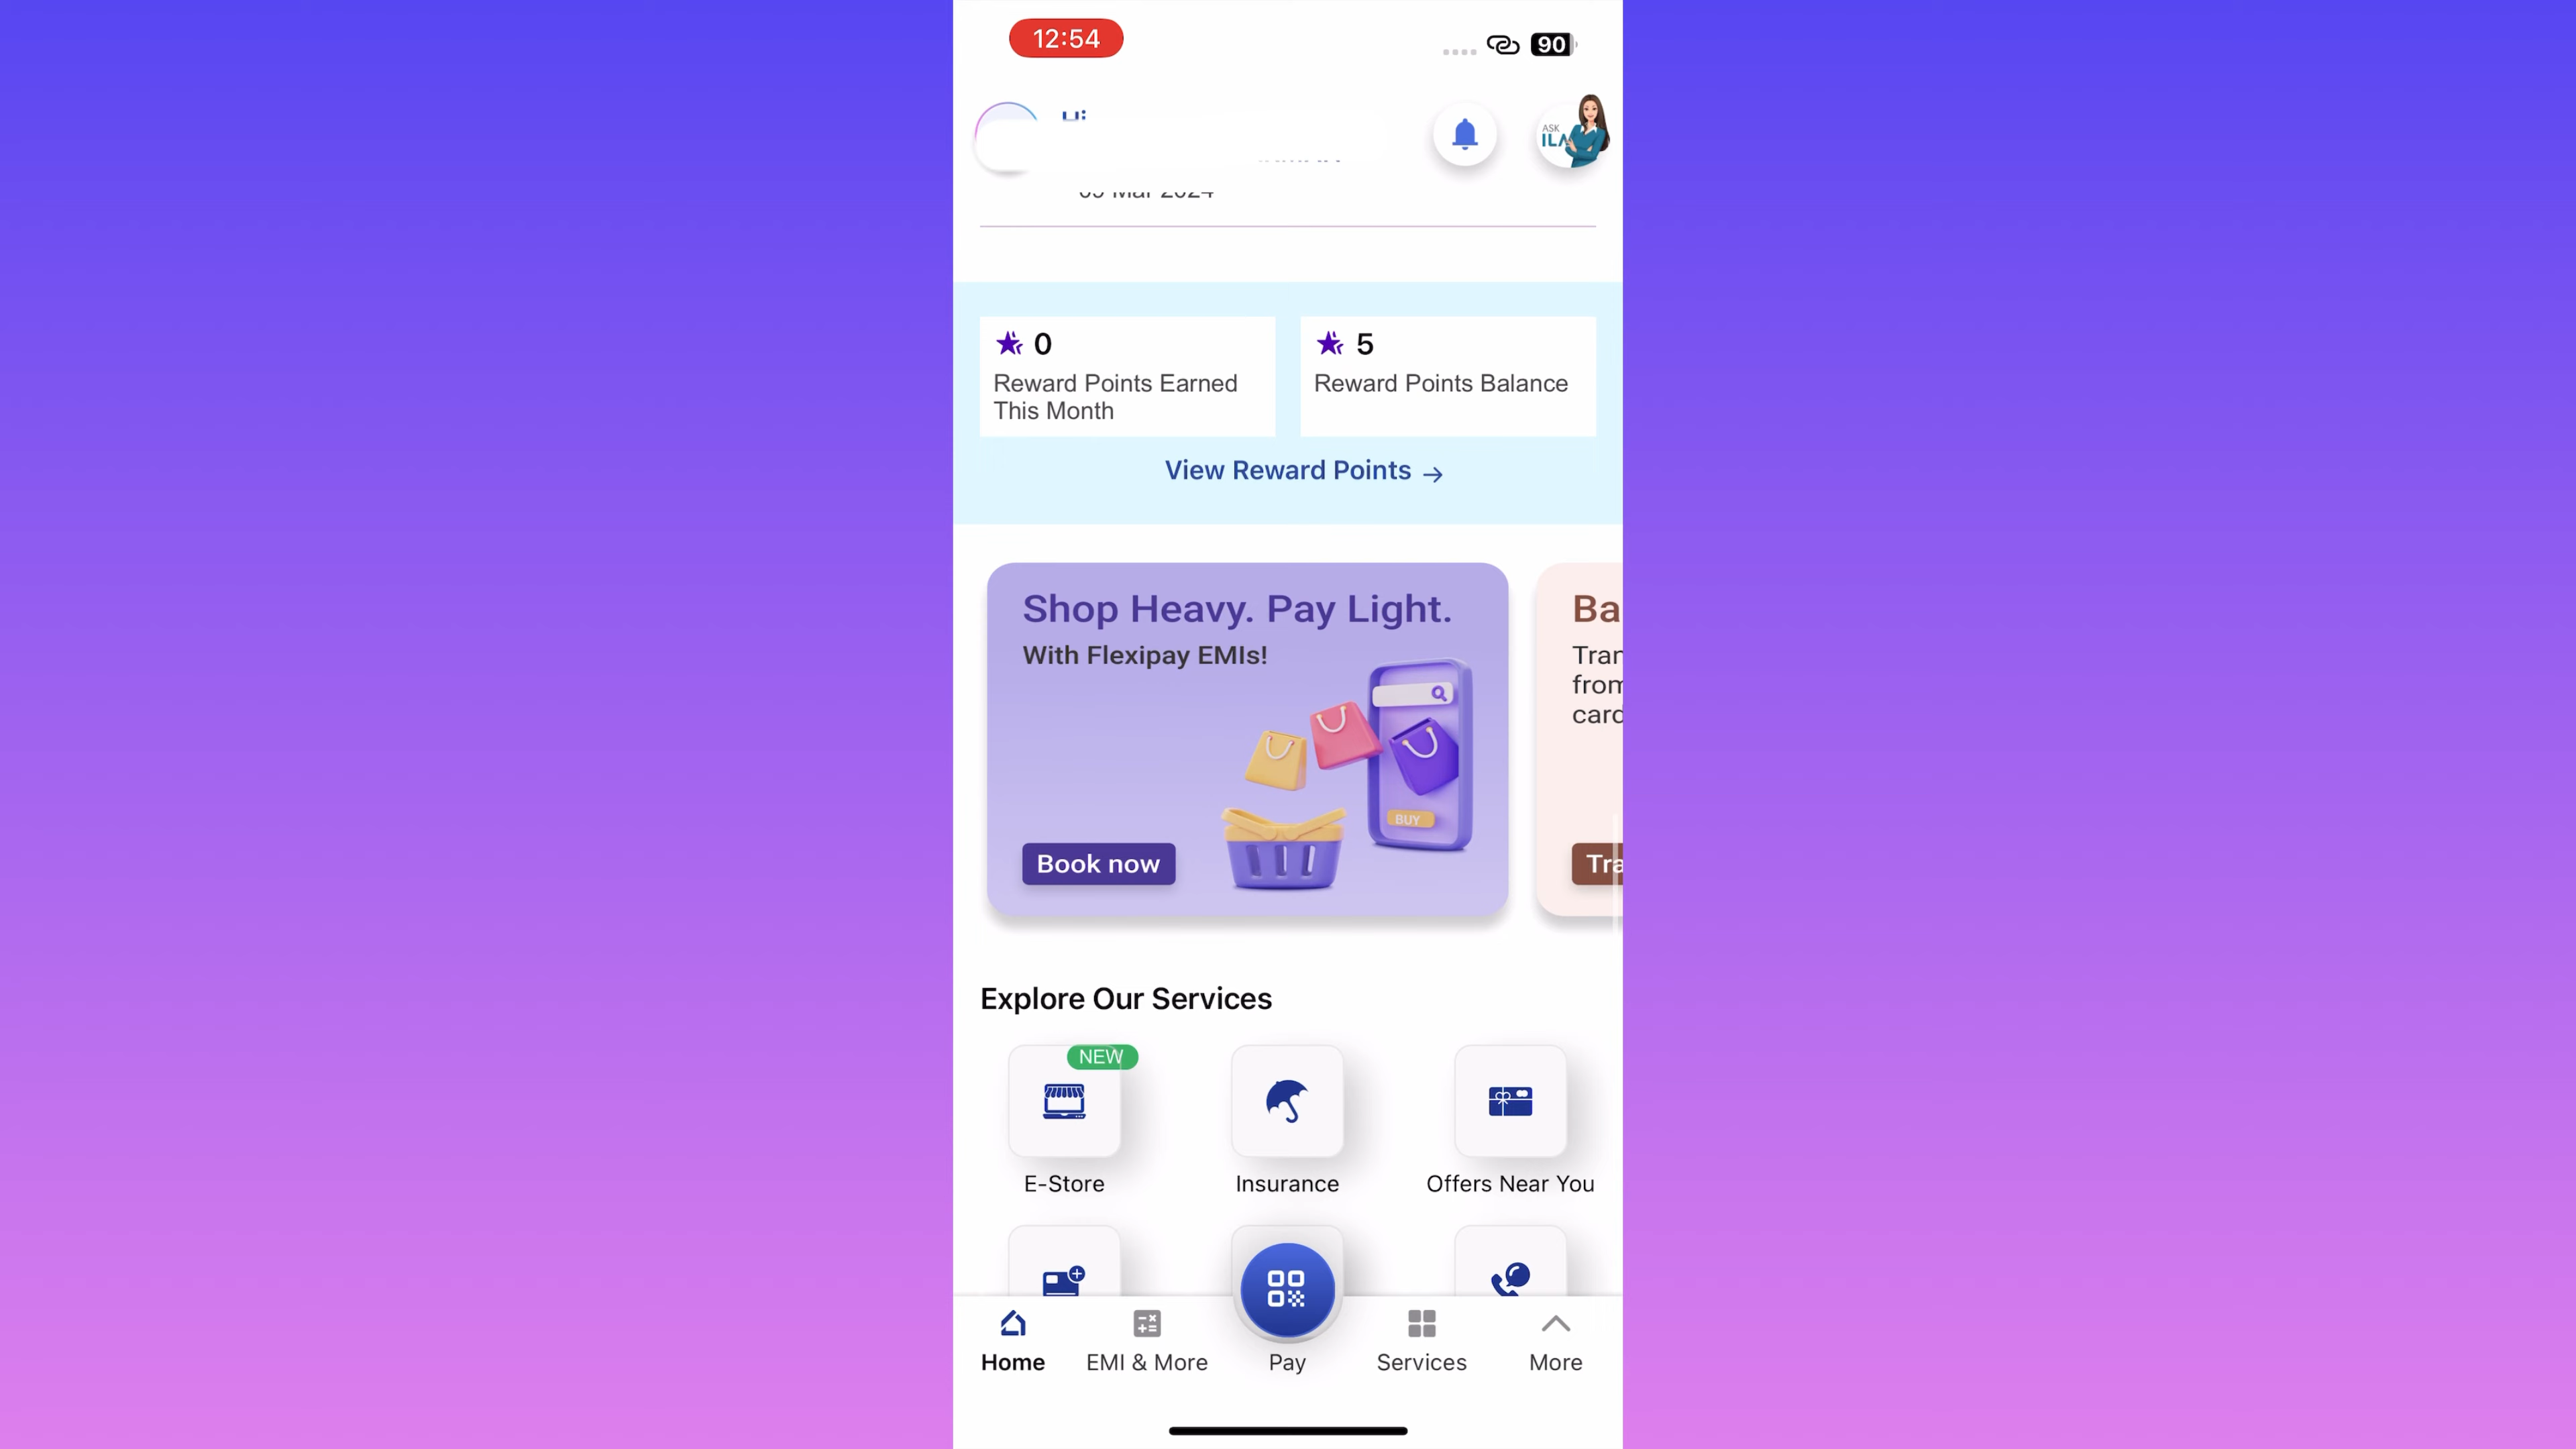 12:54
90
Hi
ASK
ILA
Mar 2024
0
Reward Points Earned
This Month
5
Reward Points Balance
View Reward Points →
Shop Heavy. Pay Light.
With Flexipay EMIs!
BUY
Book now
Ba
Tran
from
card
Tra
Explore Our Services
NEW
E-Store
Insurance
Offers Near You
Home
EMI & More
Pay
Services
More